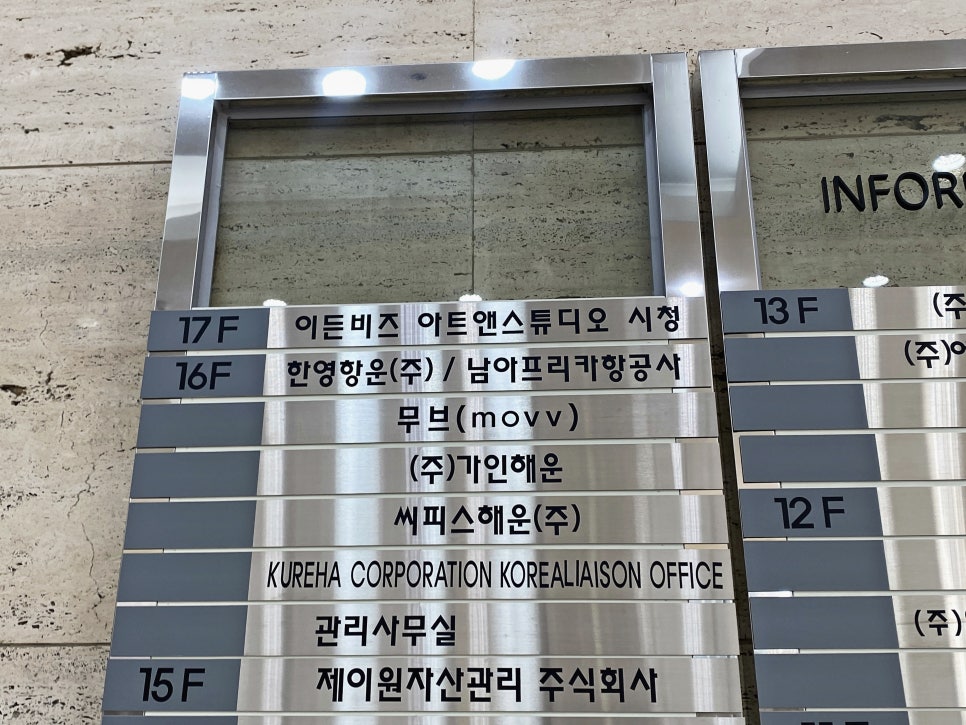 17F 이든비즈 아트앤스튜디오 시청
16F 한영항운(주) / 남아프리카항공사
무브(movv)
(주)가인해운
씨피스해운(주)
KUREHA CORPORATION KOREALIAISON OFFICE
관리사무실
15F 제이원자산관리 주식회사
13F
(주)
12F
(주)